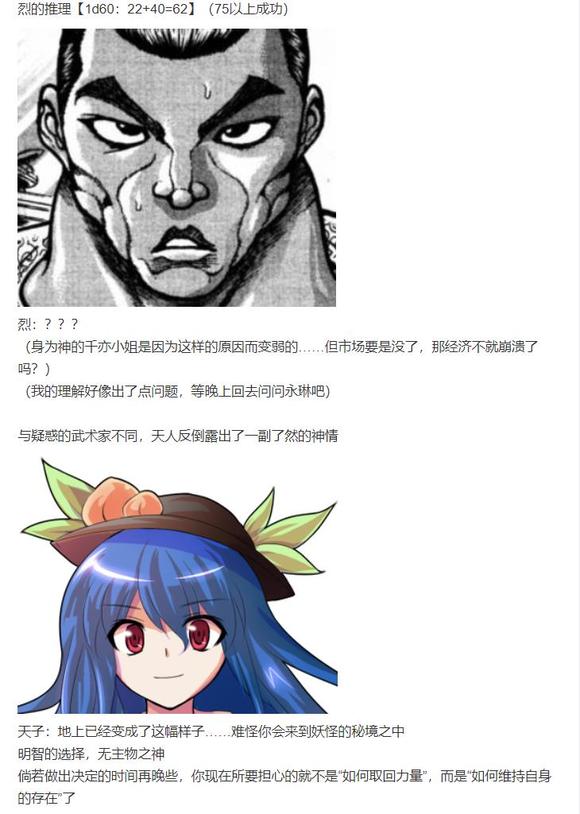 烈的推理【1d60：22+40=62】（75以上成功）
烈：？？？
（身为神的千亦小姐是因为这样的原因而变弱的……但市场要是没了，那经济不就崩溃了
吗？）
（我的理解好像出了点问题，等晚上回去问问永琳吧）
与疑惑的武术家不同，天人反倒露出了一副了然的神情
天子：地上已经变成了这幅样子……难怪你会来到妖怪的秘境之中
明智的选择，无主物之神
倘若做出决定的时间再晚些，你现在所要担心的就不是“如何取回力量”，而是“如何维持自身
的存在”了